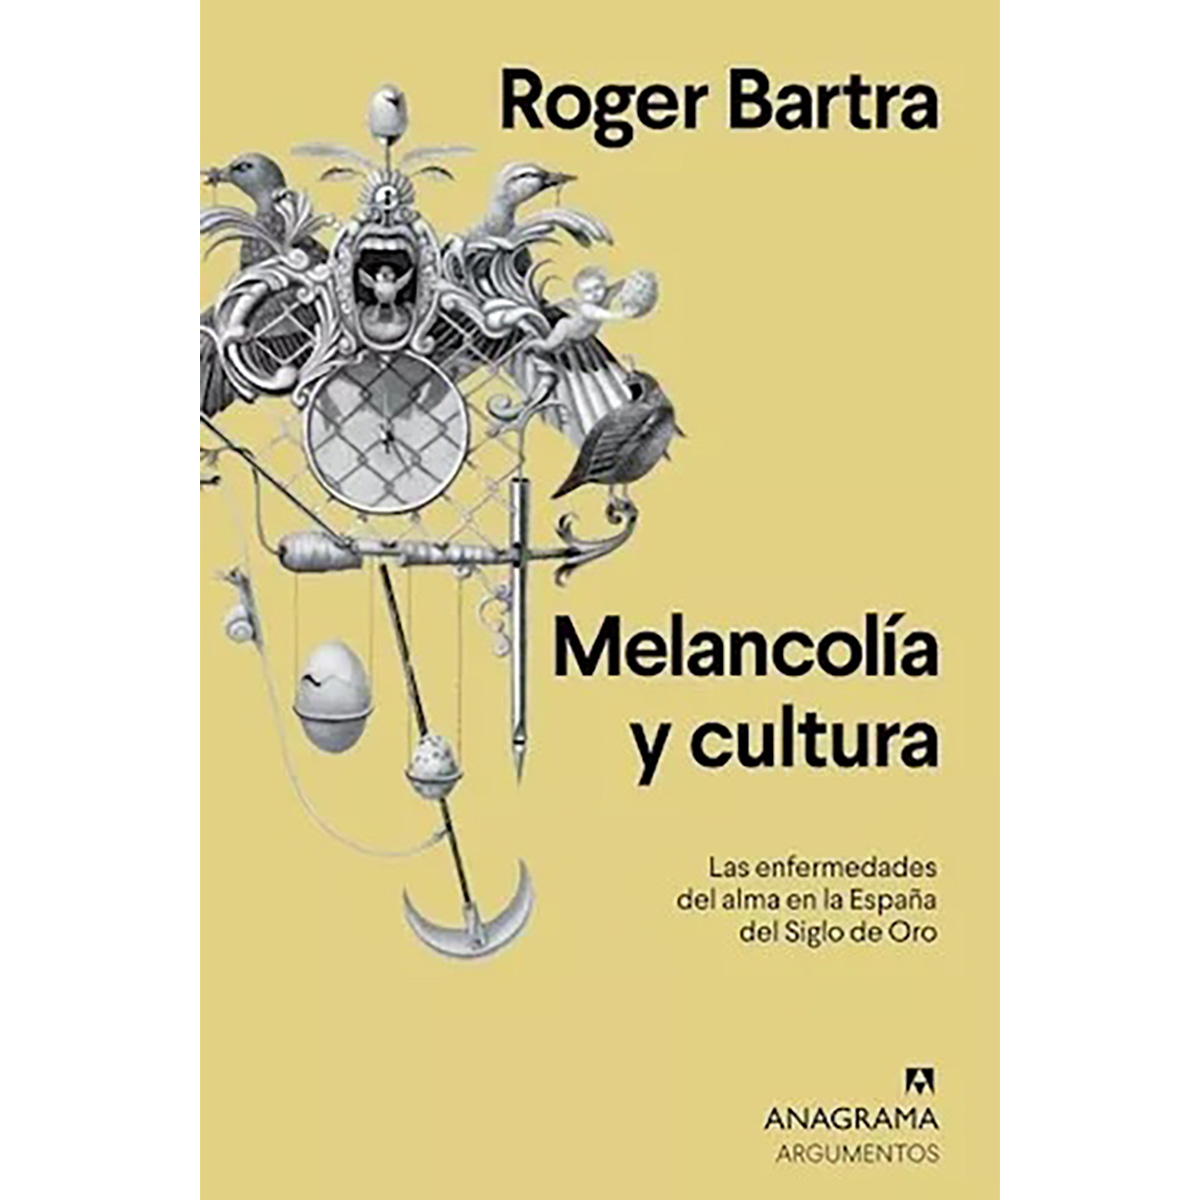 Roger Bartra
Melancolía
y cultura
Las enfermedades
del alma en la España
del Siglo de Oro
ANAGRAMA
ARGUMENTOS